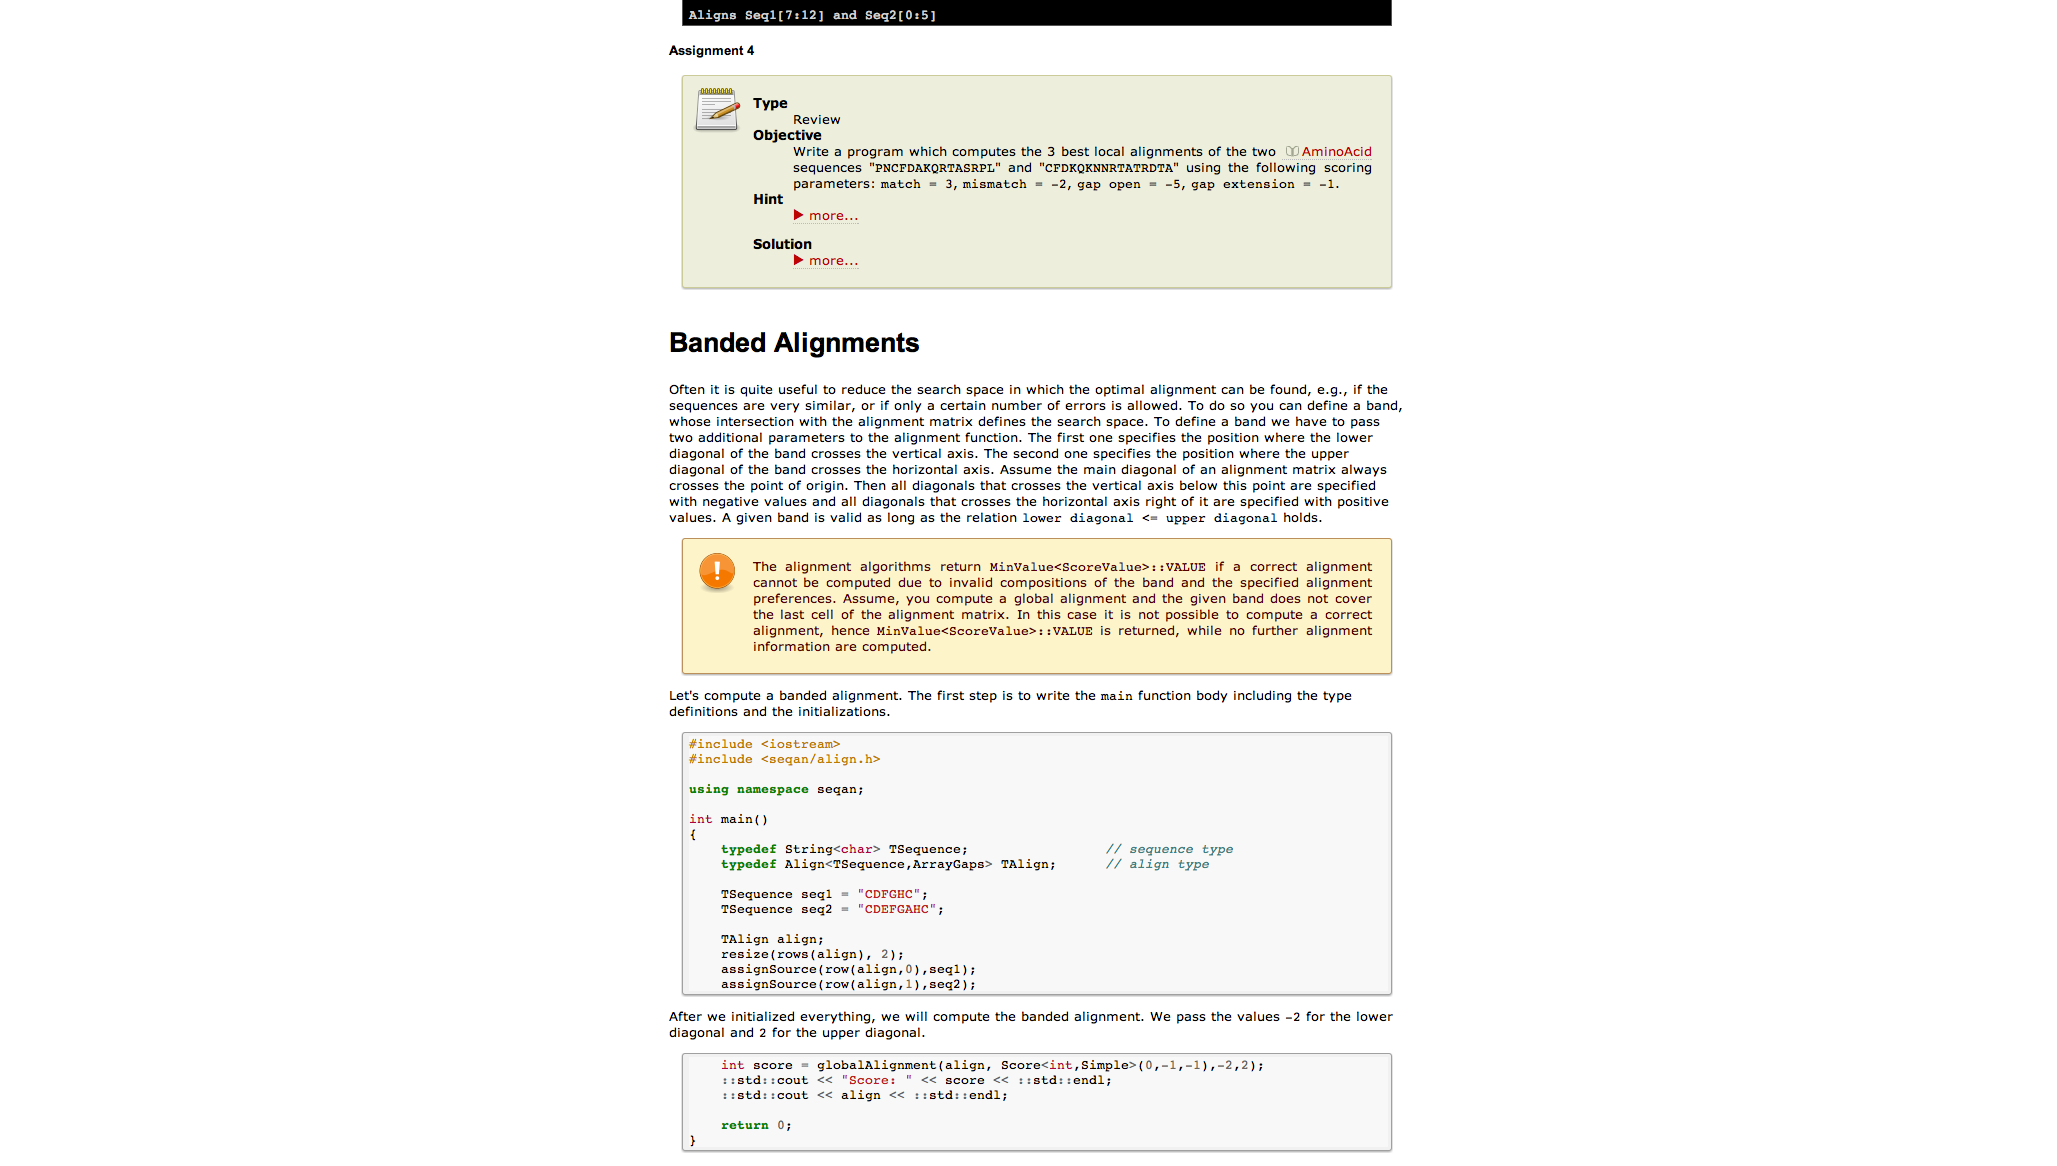 Aligns Seq1[7:12] and Seq2[0:5]
Assignment 4
Type
Review
Objective
Write a program which computes the 3 best local alignments of the two AminoAcid
sequences "PNCFDAKQRTASRPL" and "CFDKQKNNRTATRDTA" using the following scoring
parameters: match = 3, mismatch = -2, gap open = -5, gap extension = -1.
Hint
more...
Solution
more...
Banded Alignments
Often it is quite useful to reduce the search space in which the optimal alignment can be found, e.g., if the
sequences are very similar, or if only a certain number of errors is allowed. To do so you can define a band,
whose intersection with the alignment matrix defines the search space. To define a band we have to pass
two additional parameters to the alignment function. The first one specifies the position where the lower
diagonal of the band crosses the vertical axis. The second one specifies the position where the upper
diagonal of the band crosses the horizontal axis. Assume the main diagonal of an alignment matrix always
crosses the point of origin. Then all diagonals that crosses the vertical axis below this point are specified
with negative values and all diagonals that crosses the horizontal axis right of it are specified with positive
values. A given band is valid as long as the relation lower diagonal <= upper diagonal holds.
The alignment algorithms return MinValue<ScoreValue>::VALUE if a correct alignment
cannot be computed due to invalid compositions of the band and the specified alignment
preferences. Assume, you compute a global alignment and the given band does not cover
the last cell of the alignment matrix. In this case it is not possible to compute a correct
alignment, hence MinValue<ScoreValue>::VALUE is returned, while no further alignment
information are computed.
Let's compute a banded alignment. The first step is to write the main function body including the type
definitions and the initializations.
#include <iostream>
#include <seqan/align.h>
using namespace seqan;
int main()
{
typedef String<char> TSequence; // sequence type
typedef Align<TSequence,ArrayGaps> TAlign; // align type
TSequence seq1 = "CDFGHC";
TSequence seq2 = "CDEFGAHC";
TAlign align;
resize(rows(align), 2);
assignSource(row(align,0),seq1);
assignSource(row(align,1),seq2);
After we initialized everything, we will compute the banded alignment. We pass the values -2 for the lower
diagonal and 2 for the upper diagonal.
int score = globalAlignment(align, Score<int,Simple>(0,-1,-1),-2,2);
::std::cout << "Score: " << score << ::std::endl;
::std::cout << align << ::std::endl;
return 0;
}